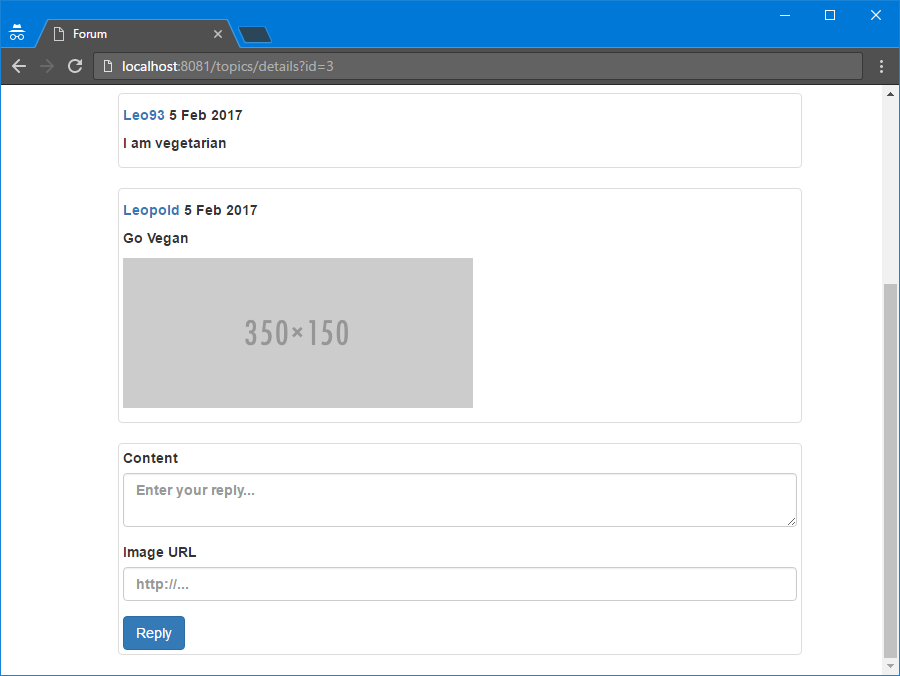 Forum
localhost:8081/topics/details?id=3
Leo93 5 Feb 2017
I am vegetarian
Leopold 5 Feb 2017
Go Vegan
350×150
Content
Enter your reply...
Image URL
http://...
Reply